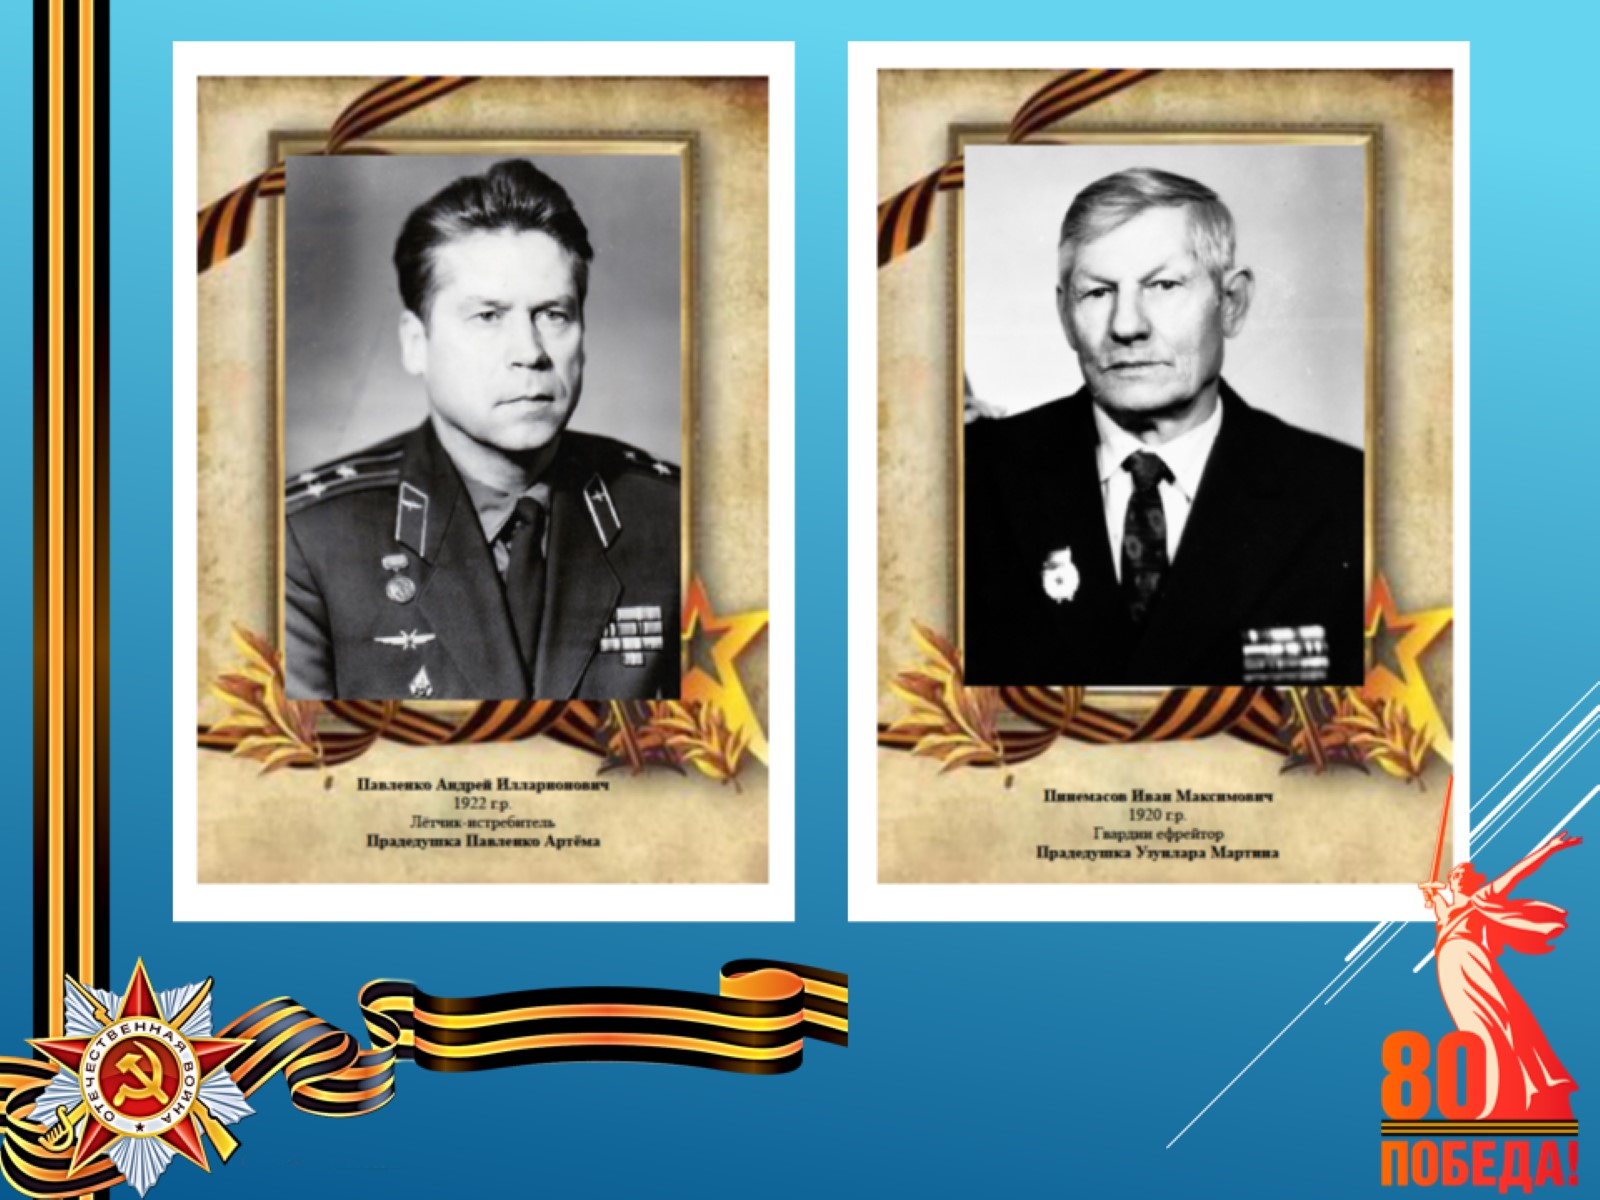 Павленко Андрей Илларионович
1922 г.р.
Лётчик-истребитель
Прадедушка Павленко Артёма
Пинемасов Иван Максимович
1920 г.р.
Гвардии ефрейтор
Прадедушка Узунлара Мартина
ОТЕЧЕСТВЕННАЯ ВОЙНА
80
ПОБЕДА!